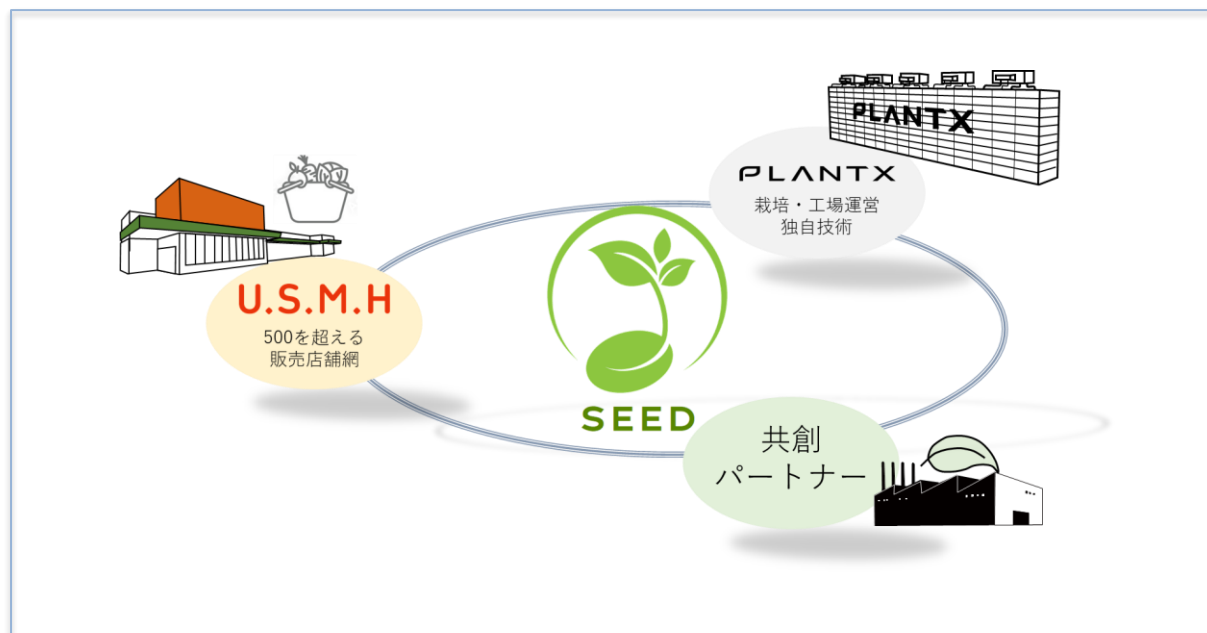 PLANTX
PLANTX
栽培・工場運営
独自技術
U.S.M.H
500を超える
販売店舗網
SEED
共創
パートナー